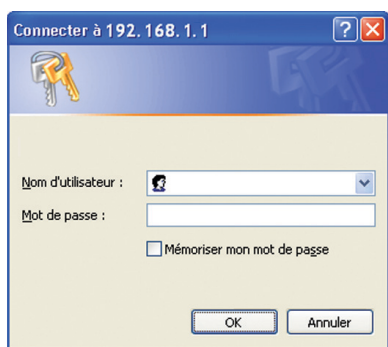 Connecter à 192.168.1.1
Nom d'utilisateur :
Mot de passe :
Mémoriser mon mot de passe
OK Annuler